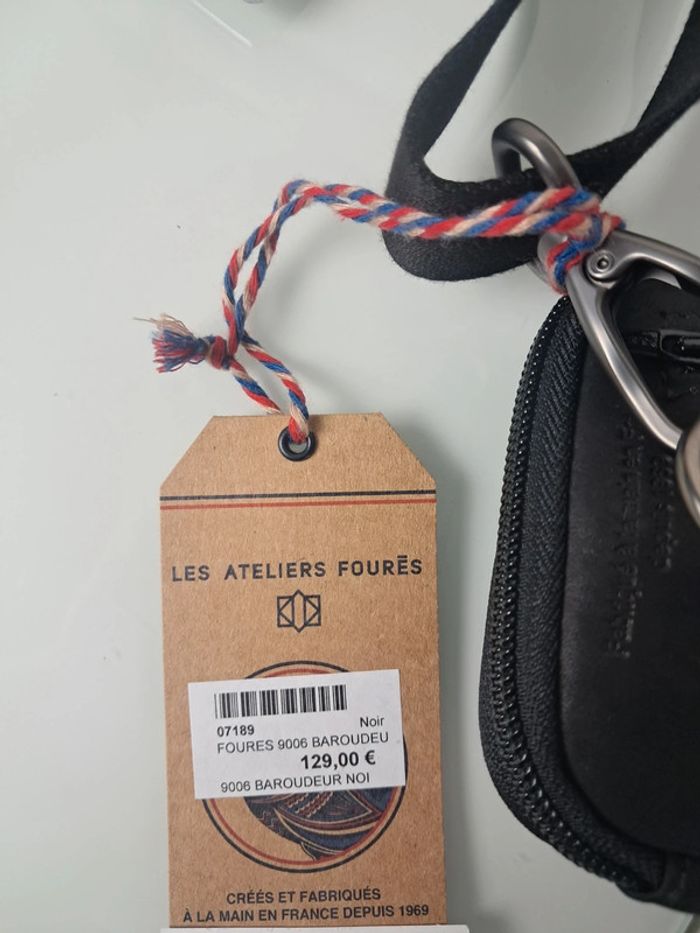 LES ATELIERS FOURĒS
07189 Noir
FOURES 9006 BAROUDEU
129,00 €
9006 BAROUDEUR NOI
CRÉÉS ET FABRIQUÉS
À LA MAIN EN FRANCE DEPUIS 1969